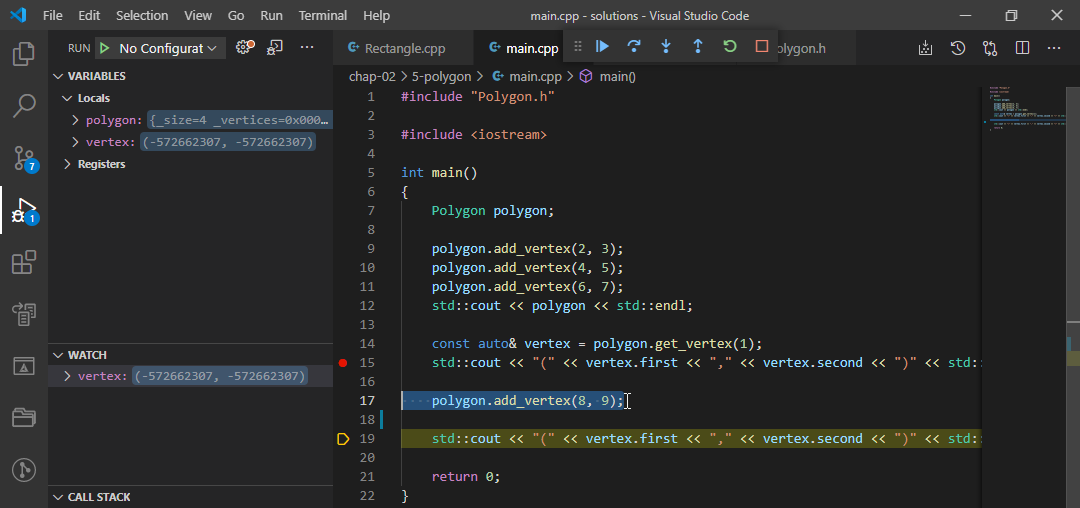 File Edit Selection View Go Run Terminal Help main.cpp - solutions - Visual Studio Code
RUN No Configurat
Rectangle.cpp main.cpp olygon.h
VARIABLES
Locals
polygon: {_size=4 _vertices=0x000...
vertex: (-572662307, -572662307)
Registers
7
1
WATCH
vertex: (-572662307, -572662307)
CALL STACK
chap-02 > 5-polygon > main.cpp > main()
1 #include "Polygon.h"
2
3 #include <iostream>
4
5 int main()
6 {
7 Polygon polygon;
8
9 polygon.add_vertex(2, 3);
10 polygon.add_vertex(4, 5);
11 polygon.add_vertex(6, 7);
12 std::cout << polygon << std::endl;
13
14 const auto& vertex = polygon.get_vertex(1);
15 std::cout << "(" << vertex.first << "," << vertex.second << ")" << std:
16
17 polygon.add_vertex(8, 9);
18
19 std::cout << "(" << vertex.first << "," << vertex.second << ")" << std:
20
21 return 0;
22 }